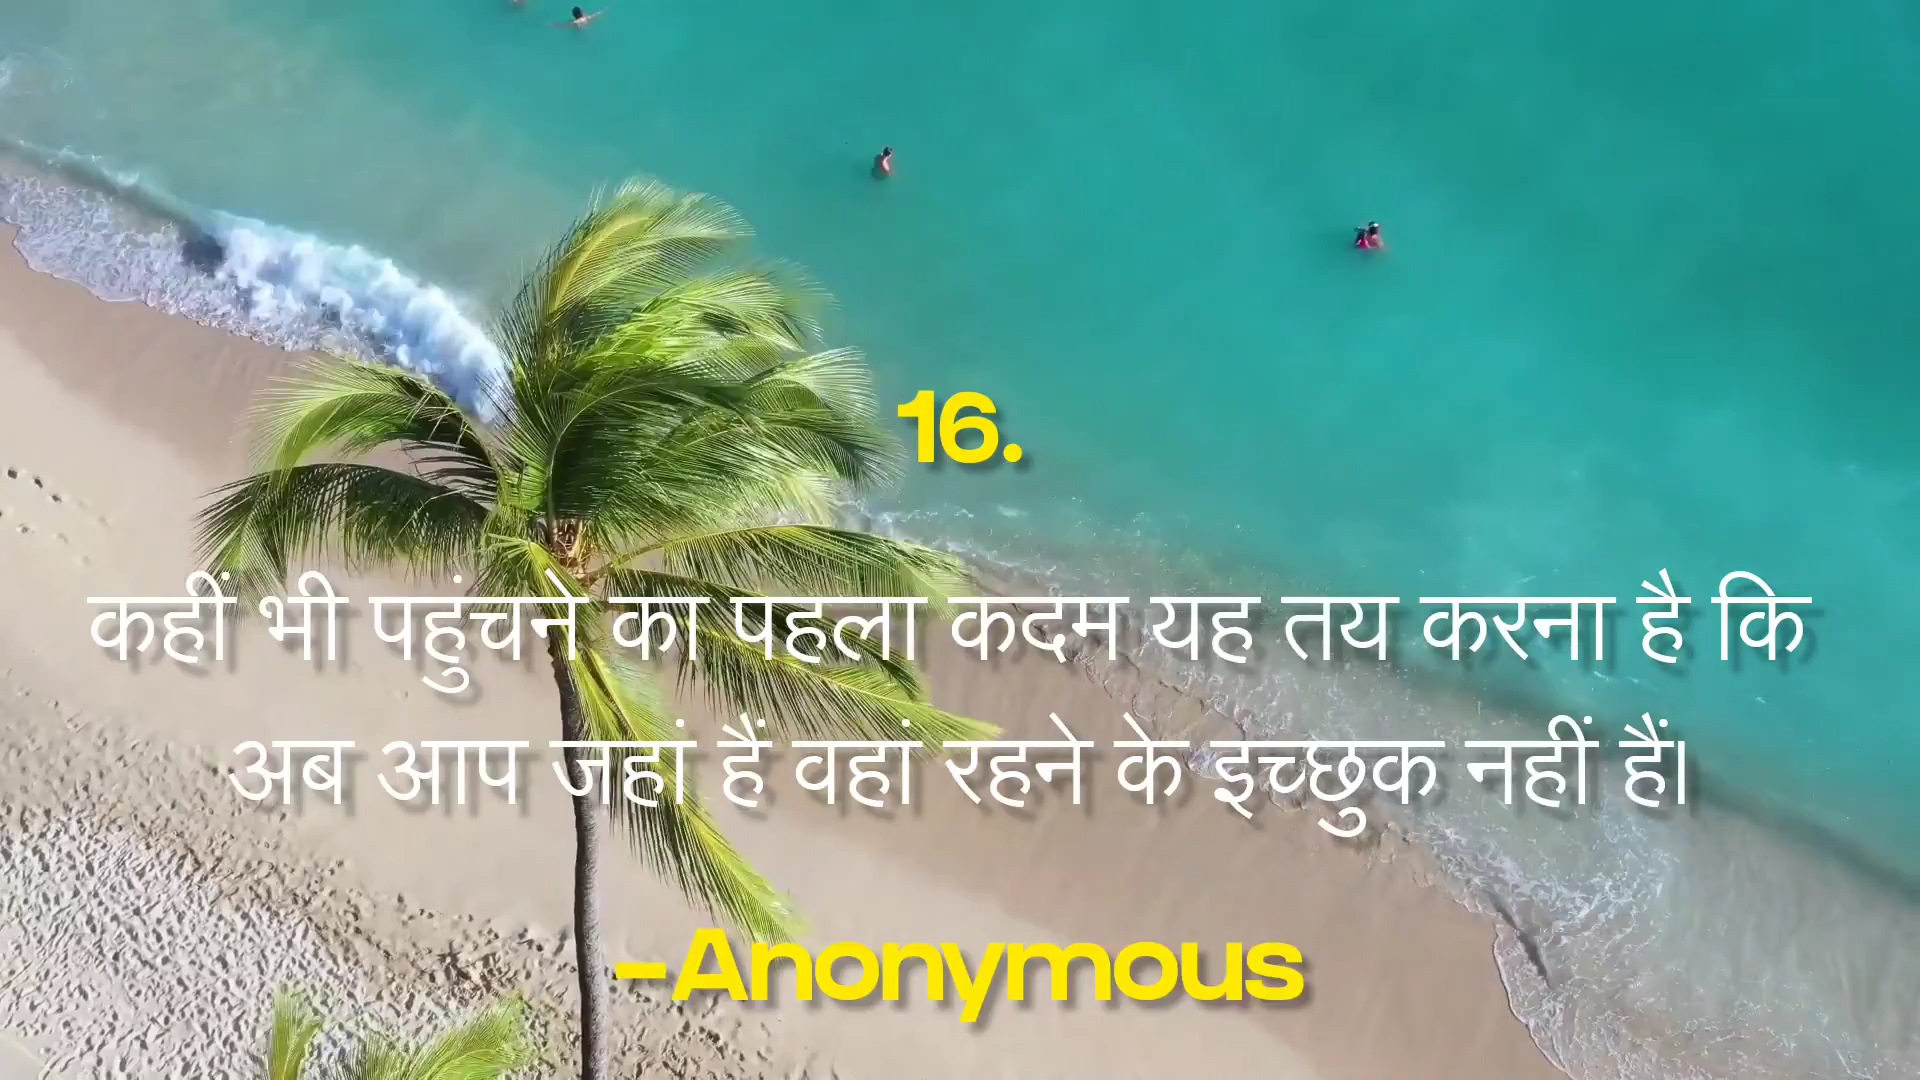 16.
कहीं भी पहुंचने का पहला कदम यह तय करना है कि
अब आप जहां हैं वहां रहने के इच्छुक नहीं हैं।
-Anonymous